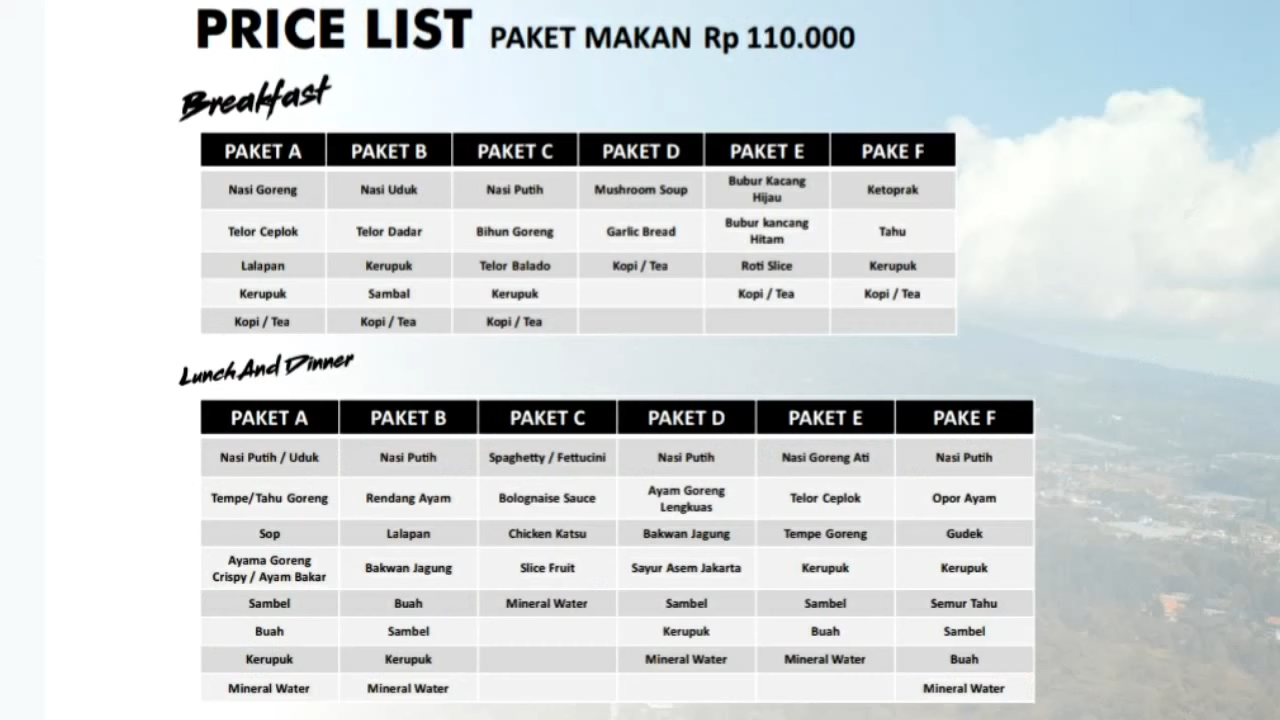 PRICE LIST PAKET MAKAN Rp 110.000
Breakfast
PAKET A PAKET B PAKET C PAKET D PAKET E PAKE F
Nasi Goreng Nasi Uduk Nasi Putih Mushroom Soup Bubur Kacang Hijau Ketoprak
Telor Ceplok Telor Dadar Bihun Goreng Garlic Bread Bubur kancang Hitam Tahu
Lalapan Kerupuk Telor Balado Kopi / Tea Roti Slice Kerupuk
Kerupuk Sambal Kerupuk Kopi / Tea Kopi / Tea
Kopi / Tea Kopi / Tea Kopi / Tea
Lunch And Dinner
PAKET A PAKET B PAKET C PAKET D PAKET E PAKE F
Nasi Putih / Uduk Nasi Putih Spaghetty / Fettucini Nasi Putih Nasi Goreng Ati Nasi Putih
Tempe/Tahu Goreng Rendang Ayam Bolognaise Sauce Ayam Goreng Lengkuas Telor Ceplok Opor Ayam
Sop Lalapan Chicken Katsu Bakwan Jagung Tempe Goreng Gudek
Ayama Goreng Crispy / Ayam Bakar Bakwan Jagung Slice Fruit Sayur Asem Jakarta Kerupuk Kerupuk
Sambel Buah Mineral Water Sambel Sambel Semur Tahu
Buah Sambel Kerupuk Buah Sambel
Kerupuk Kerupuk Mineral Water Mineral Water Buah
Mineral Water Mineral Water Mineral Water